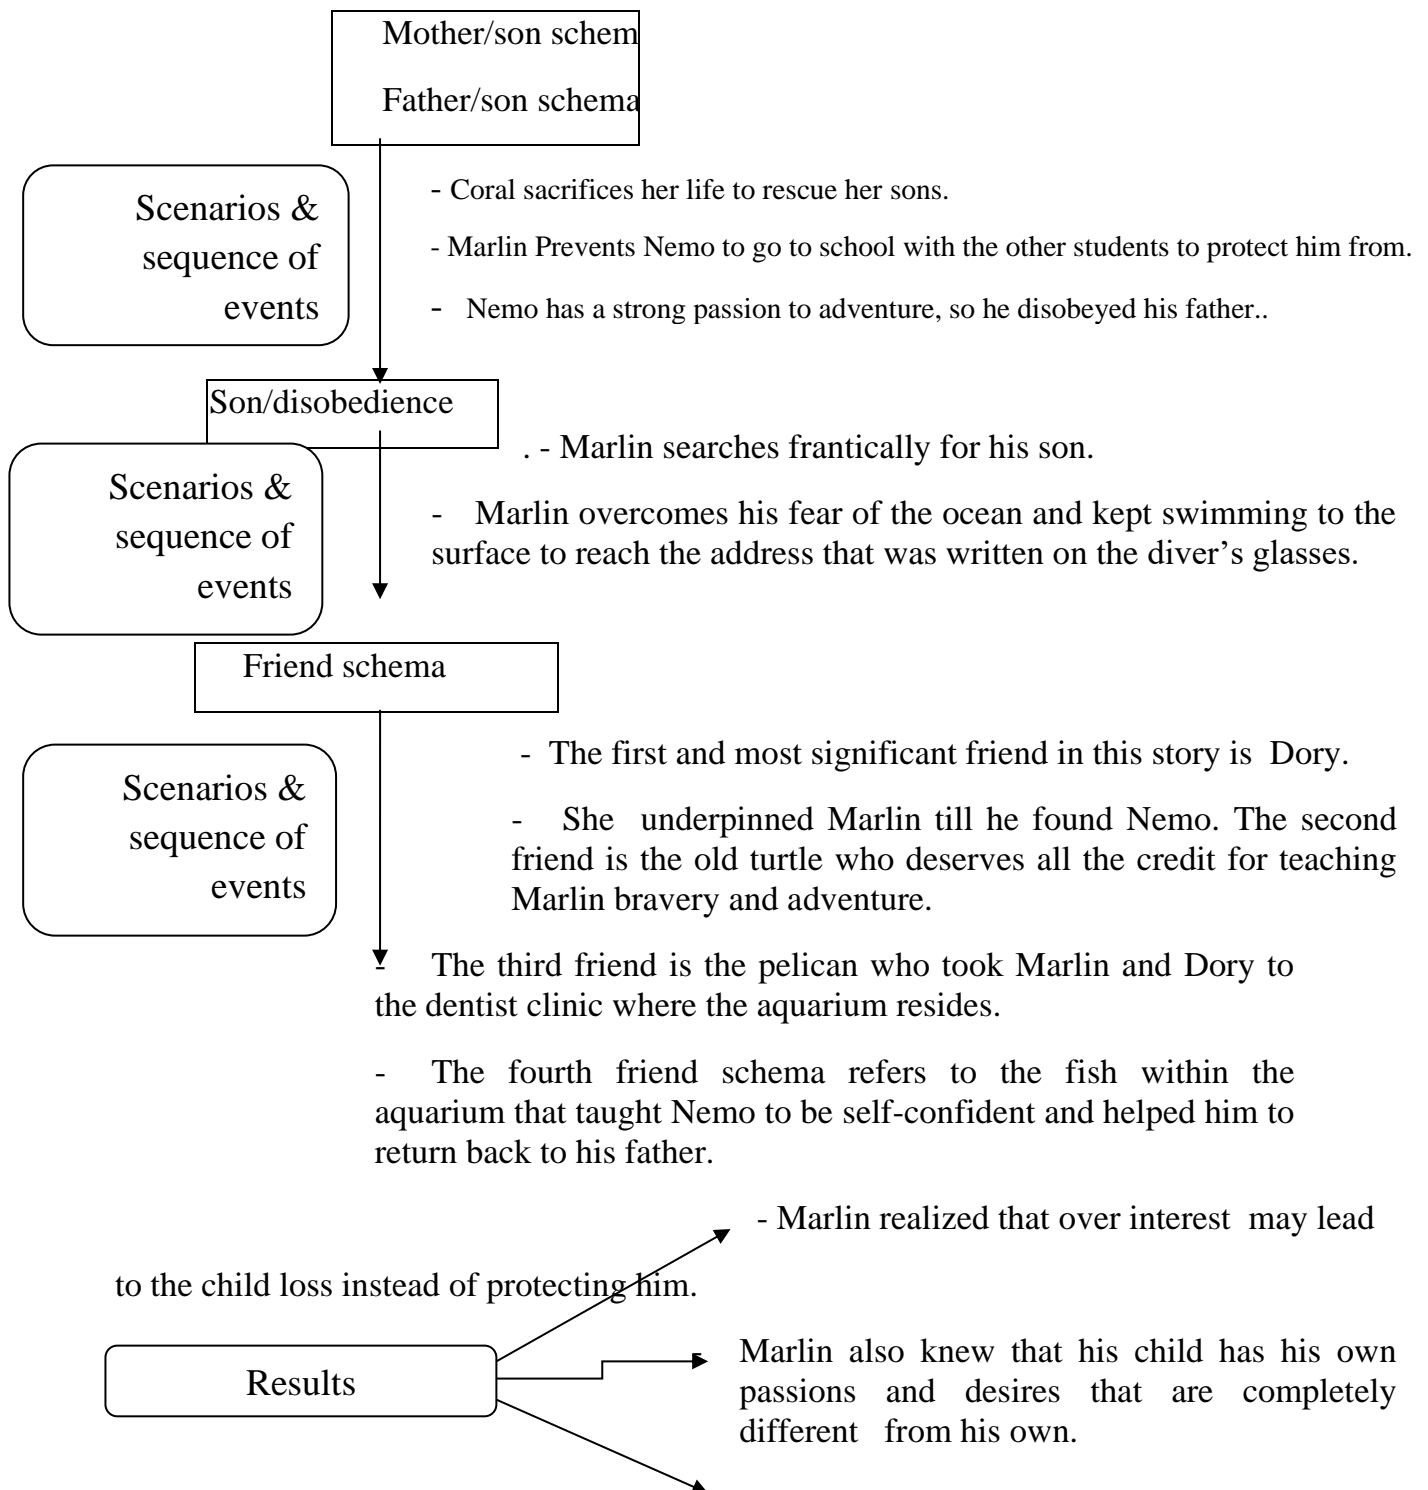 Mother/son schem
Father/son schema
Scenarios &
sequence of
events
- Coral sacrifices her life to rescue her sons.
- Marlin Prevents Nemo to go to school with the other students to protect him from.
- Nemo has a strong passion to adventure, so he disobeyed his father..
Son/disobedience
Scenarios &
sequence of
events
. - Marlin searches frantically for his son.
- Marlin overcomes his fear of the ocean and kept swimming to the
surface to reach the address that was written on the diver’s glasses.
Friend schema
Scenarios &
sequence of
events
- The first and most significant friend in this story is Dory.
- She underpinned Marlin till he found Nemo. The second
friend is the old turtle who deserves all the credit for teaching
Marlin bravery and adventure.
- The third friend is the pelican who took Marlin and Dory to
the dentist clinic where the aquarium resides.
- The fourth friend schema refers to the fish within the
aquarium that taught Nemo to be self-confident and helped him to
return back to his father.
- Marlin realized that over interest may lead
to the child loss instead of protecting him.
Results
- Marlin also knew that his child has his own
passions and desires that are completely
different from his own.